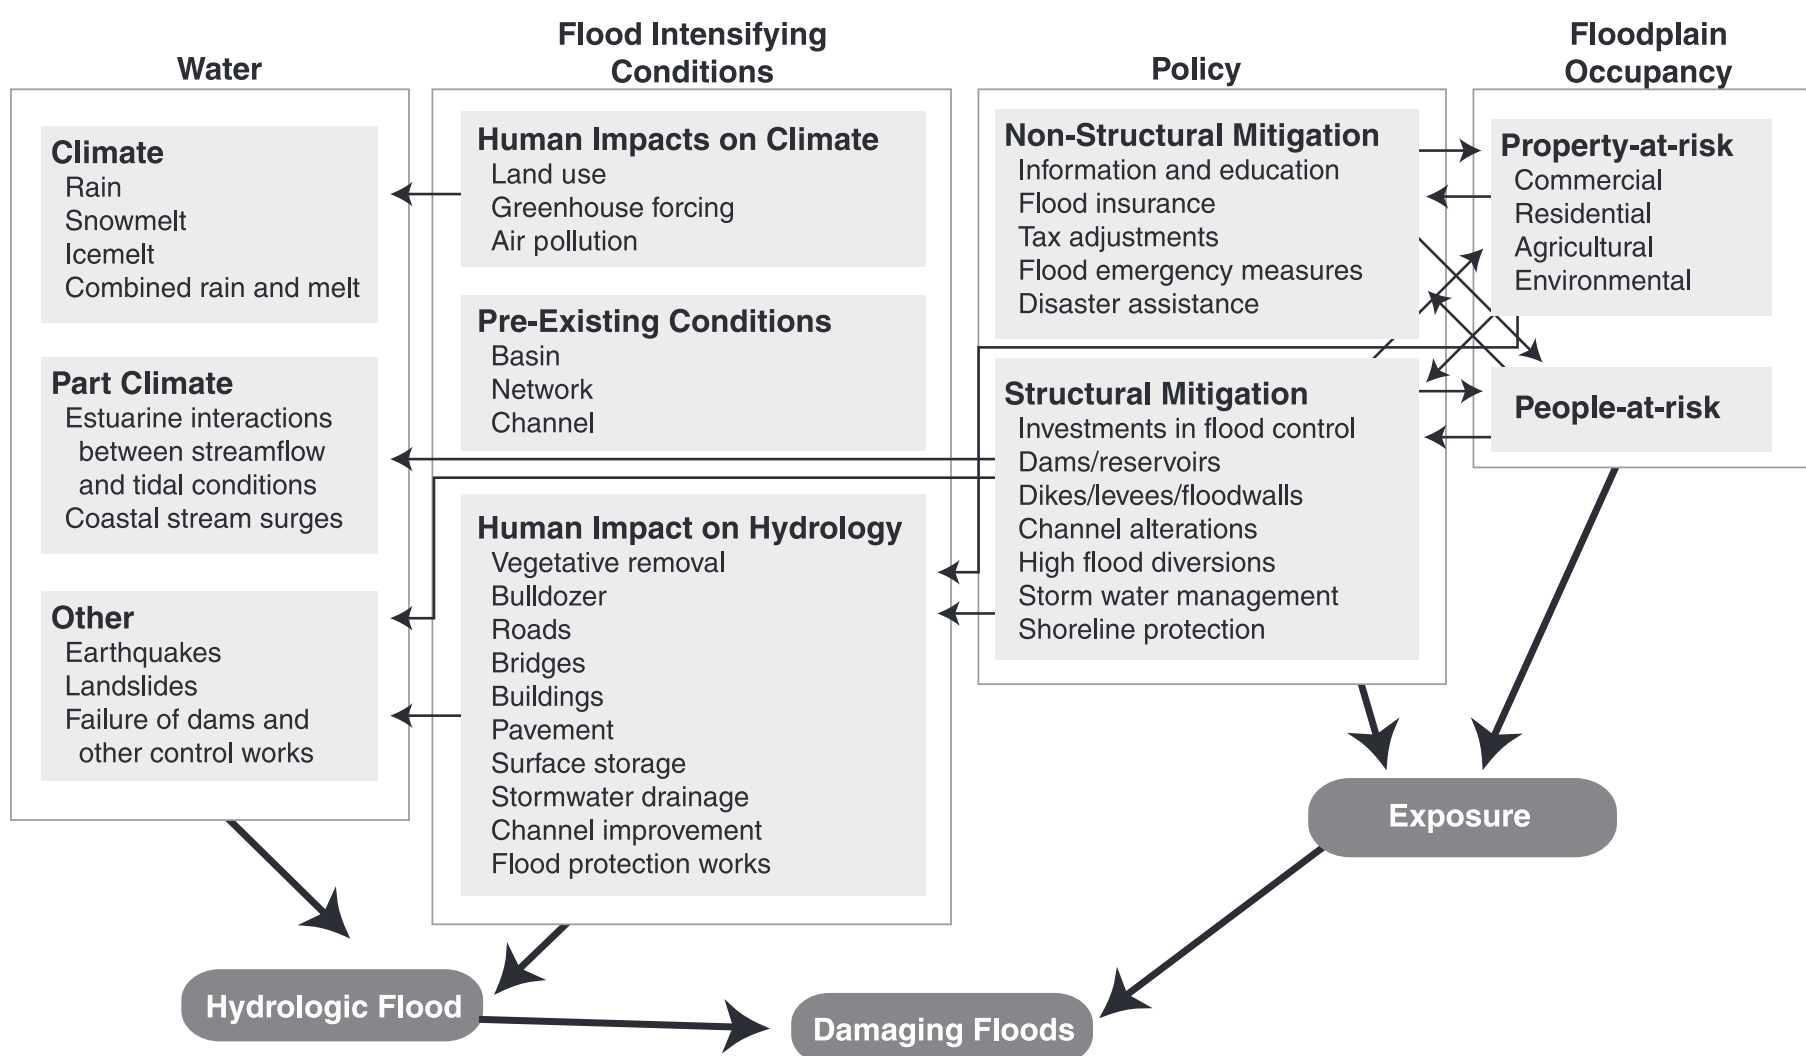 Water
Climate
Rain
Snowmelt
Icemelt
Combined rain and melt
Part Climate
Estuarine interactions
between streamflow
and tidal conditions
Coastal stream surges
Other
Earthquakes
Landslides
Failure of dams and
other control works
Flood Intensifying
Conditions
Human Impacts on Climate
Land use
Greenhouse forcing
Air pollution
Pre-Existing Conditions
Basin
Network
Channel
Human Impact on Hydrology
Vegetative removal
Bulldozer
Roads
Bridges
Buildings
Pavement
Surface storage
Stormwater drainage
Channel improvement
Flood protection works
Policy
Non-Structural Mitigation
Information and education
Flood insurance
Tax adjustments
Flood emergency measures
Disaster assistance
Structural Mitigation
Investments in flood control
Dams/reservoirs
Dikes/levees/floodwalls
Channel alterations
High flood diversions
Storm water management
Shoreline protection
Floodplain
Occupancy
Property-at-risk
Commercial
Residential
Agricultural
Environmental
People-at-risk
Exposure
Hydrologic Flood
Damaging Floods